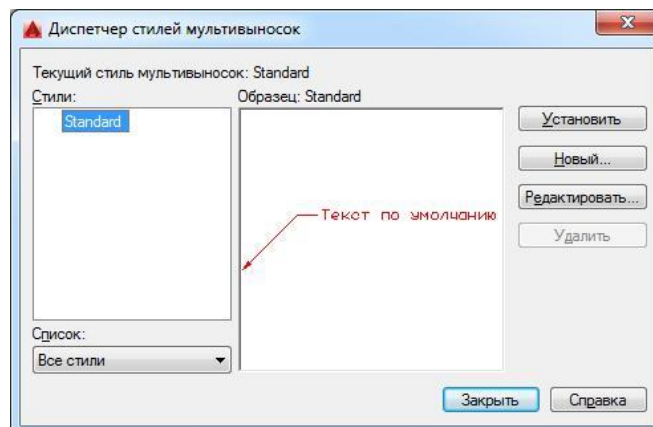 Диспетчер стилей мультивыносок
Текущий стиль мультивыносок: Standard
Стили:
Образец: Standard
Standard
Установить
Новый...
Редактировать...
Удалить
Текст по умолчанию
Список:
Все стили
Закрыть
Справка